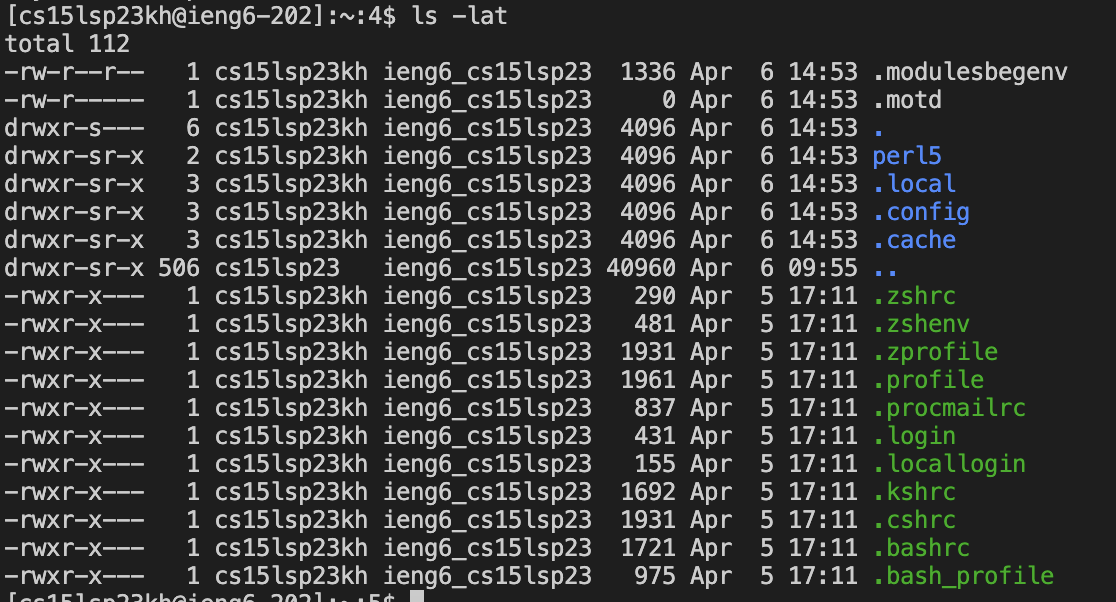 [cs15lsp23kh@ieng6-202]:~:4$ ls -lat
total 112
-rw-r--r--   1 cs15lsp23kh ieng6_cs15lsp23  1336 Apr  6 14:53 .modulesbegenv
-rw-r-----   1 cs15lsp23kh ieng6_cs15lsp23     0 Apr  6 14:53 .motd
drwxr-s---   6 cs15lsp23kh ieng6_cs15lsp23  4096 Apr  6 14:53 .
drwxr-sr-x   2 cs15lsp23kh ieng6_cs15lsp23  4096 Apr  6 14:53 perl5
drwxr-sr-x   3 cs15lsp23kh ieng6_cs15lsp23  4096 Apr  6 14:53 .local
drwxr-sr-x   3 cs15lsp23kh ieng6_cs15lsp23  4096 Apr  6 14:53 .config
drwxr-sr-x   3 cs15lsp23kh ieng6_cs15lsp23  4096 Apr  6 14:53 .cache
drwxr-sr-x 506 cs15lsp23   ieng6_cs15lsp23 40960 Apr  6 09:55 ..
-rwxr-x---   1 cs15lsp23kh ieng6_cs15lsp23   290 Apr  5 17:11 .zshrc
-rwxr-x---   1 cs15lsp23kh ieng6_cs15lsp23   481 Apr  5 17:11 .zshenv
-rwxr-x---   1 cs15lsp23kh ieng6_cs15lsp23  1931 Apr  5 17:11 .zprofile
-rwxr-x---   1 cs15lsp23kh ieng6_cs15lsp23  1961 Apr  5 17:11 .profile
-rwxr-x---   1 cs15lsp23kh ieng6_cs15lsp23   837 Apr  5 17:11 .procmailrc
-rwxr-x---   1 cs15lsp23kh ieng6_cs15lsp23   431 Apr  5 17:11 .login
-rwxr-x---   1 cs15lsp23kh ieng6_cs15lsp23   155 Apr  5 17:11 .locallogin
-rwxr-x---   1 cs15lsp23kh ieng6_cs15lsp23  1692 Apr  5 17:11 .kshrc
-rwxr-x---   1 cs15lsp23kh ieng6_cs15lsp23  1931 Apr  5 17:11 .cshrc
-rwxr-x---   1 cs15lsp23kh ieng6_cs15lsp23  1721 Apr  5 17:11 .bashrc
-rwxr-x---   1 cs15lsp23kh ieng6_cs15lsp23   975 Apr  5 17:11 .bash_profile
[cs15lsp23kh@ieng6-202]:~:5$